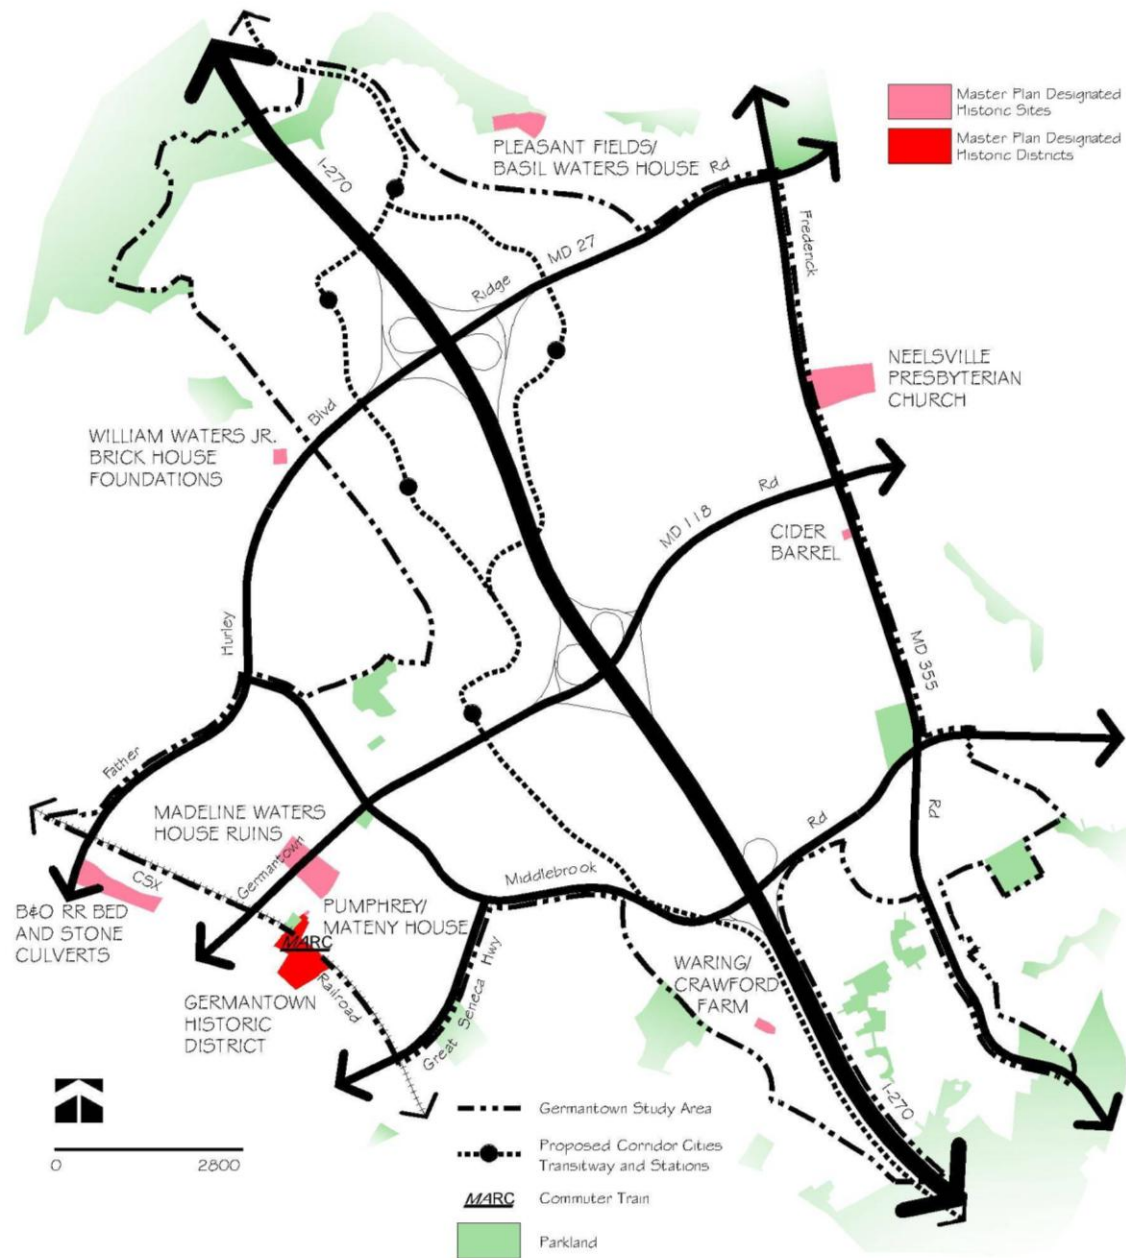 Master Plan Designated
Historic Sites
Master Plan Designated
Historic Districts
I-270
PLEASANT FIELDS/
BASIL WATERS HOUSE
Rd
MD 27
Ridge
Blvd
Frederick
NEELSVILLE
PRESBYTERIAN
CHURCH
WILLIAM WATERS JR.
BRICK HOUSE
FOUNDATIONS
Rd
MD 118
CIDER
BARREL
Hurley
MD 355
Father
MADELINE WATERS
HOUSE RUINS
Rd
Rd
CSX
Germantown
Middlebrook
B&O RR BED
AND STONE
CULVERTS
PUMPHREY/
MATENY HOUSE
MARC
Railroad
Great Seneca Hwy
WARING/
CRAWFORD
FARM
GERMANTOWN
HISTORIC
DISTRICT
I-270
0 2800
Germantown Study Area
Proposed Corridor Cities
Transitway and Stations
MARC Commuter Train
Parkland